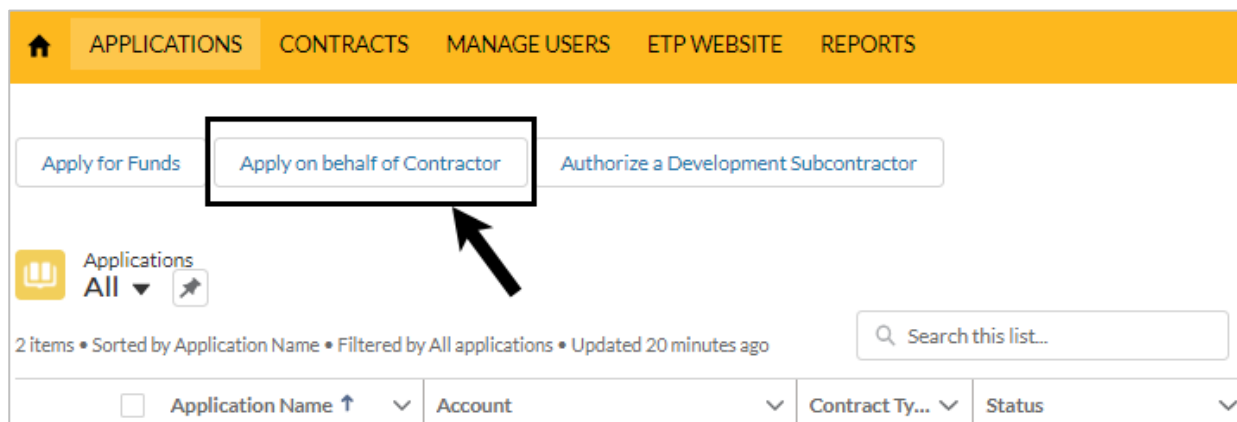 APPLICATIONS CONTRACTS MANAGE USERS ETP WEBSITE REPORTS
Apply for Funds Apply on behalf of Contractor Authorize a Development Subcontractor
Applications
All
2 items • Sorted by Application Name • Filtered by All applications • Updated 20 minutes ago
Search this list...
Application Name ↑ Account Contract Ty... Status